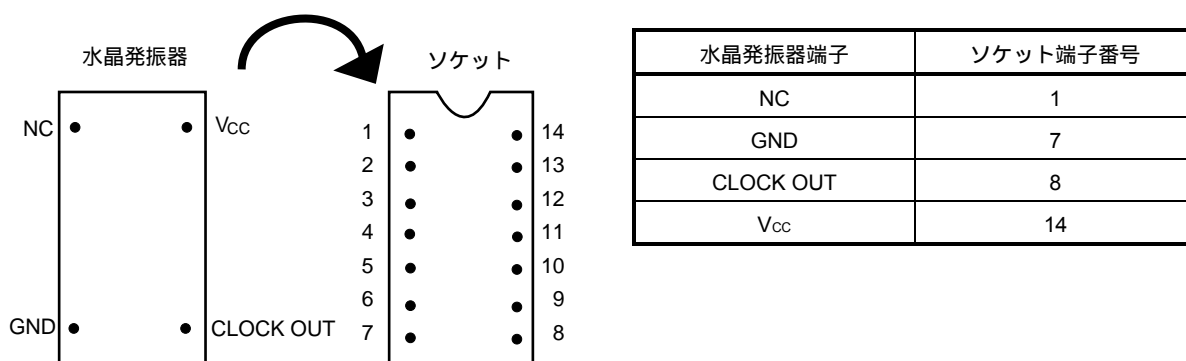 水晶発振器
ソケット
NC
VCC
GND
CLOCK OUT
1
2
3
4
5
6
7
14
13
12
11
10
9
8
水晶発振器端子 ソケット端子番号
NC 1
GND 7
CLOCK OUT 8
VCC 14